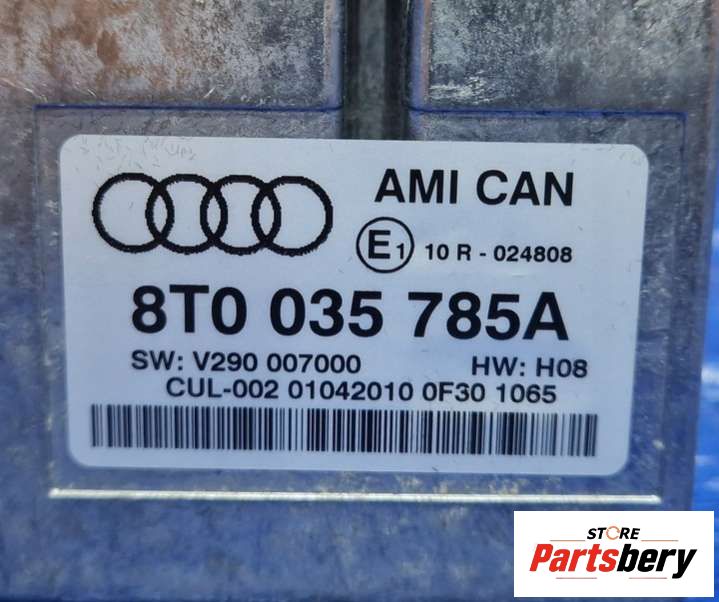 AMI CAN
E1 10 R - 024808
8T0 035 785A
SW: V290 007000 HW: H08
CUL-002 01042010 0F30 1065
STORE
Partsbery